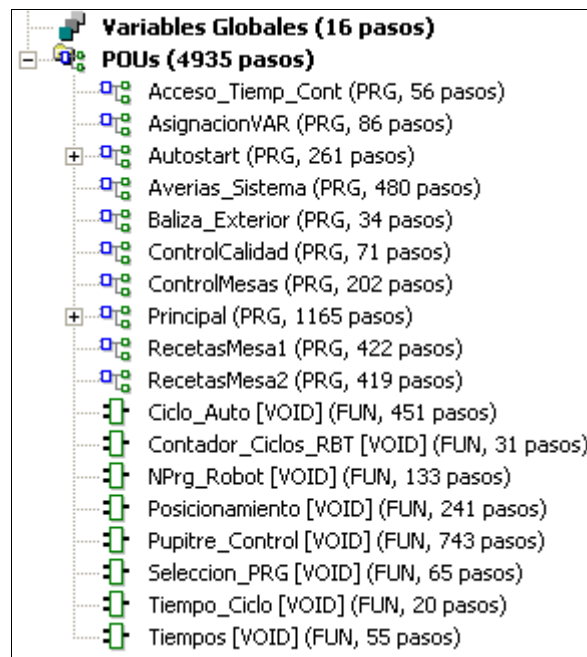 Variables Globales (16 pasos)
POUs (4935 pasos)
Acceso_Tiemp_Cont (PRG, 56 pasos)
AsignacionVAR (PRG, 86 pasos)
Autostart (PRG, 261 pasos)
Averias_Sistema (PRG, 480 pasos)
Baliza_Exterior (PRG, 34 pasos)
ControlCalidad (PRG, 71 pasos)
ControlMesas (PRG, 202 pasos)
Principal (PRG, 1165 pasos)
RecetasMesa1 (PRG, 422 pasos)
RecetasMesa2 (PRG, 419 pasos)
Ciclo_Auto [VOID] (FUN, 451 pasos)
Contador_Ciclos_RBT [VOID] (FUN, 31 pasos)
NPrg_Robot [VOID] (FUN, 133 pasos)
Posicionamiento [VOID] (FUN, 241 pasos)
Pupitre_Control [VOID] (FUN, 743 pasos)
Seleccion_PRG [VOID] (FUN, 65 pasos)
Tiempo_Ciclo [VOID] (FUN, 20 pasos)
Tiempos [VOID] (FUN, 55 pasos)